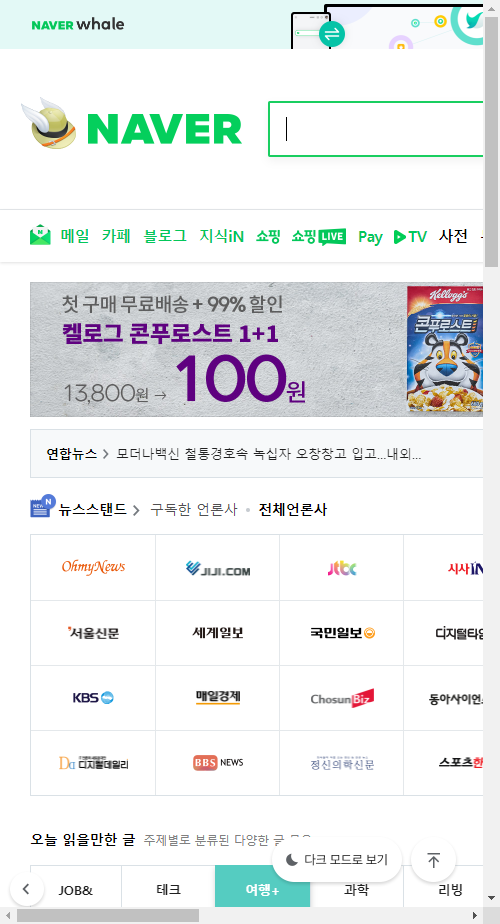 NAVER whale
NAVER
메일 카페 블로그 지식iN 쇼핑 쇼핑LIVE Pay TV 사전
첫 구매 무료배송 + 99% 할인
켈로그 콘푸로스트 1+1
13,800원 → 100원
Kellogg's
콘푸로스트
연합뉴스 > 모더나백신 철통경호속 녹십자 오창창고 입고...내외...
NEWS N
뉴스스탠드 > 구독한 언론사 • 전체언론사
OhmyNews JIJI.COM jtbc 시사IN
서울신문 세계일보 국민일보 디지털타임
KBS 매일경제 ChosunBiz 동아사이언스
디지털데일리 BBS NEWS 정신의학신문 스포츠한
오늘 읽을만한 글 주제별로 분류된 다양한 글 모음
다크 모드로 보기
JOB& 테크 여행+ 과학 리빙